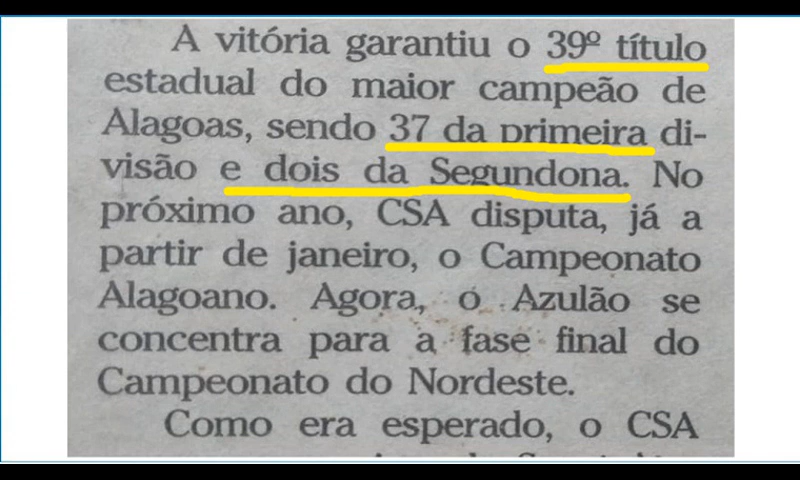 A vitória garantiu o 39º título
estadual do maior campeão de
Alagoas, sendo 37 da primeira di-
visão e dois da Segundona. No
próximo ano, CSA disputa, já a
partir de janeiro, o Campeonato
Alagoano. Agora, o Azulão se
concentra para a fase final do
Campeonato do Nordeste.
Como era esperado, o CSA